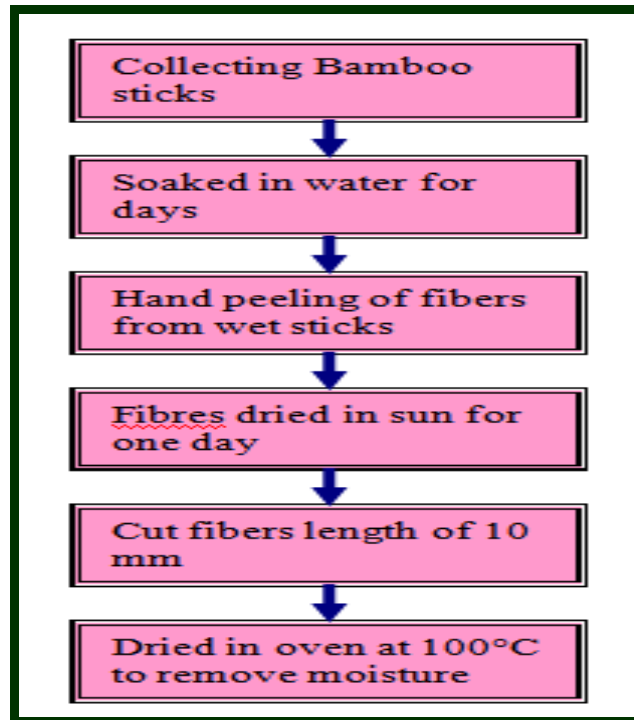 Collecting Bamboo
sticks
Soaked in water for
days
Hand peeling of fibers
from wet sticks
Fibres dried in sun for
one day
Cut fibers length of 10
mm
Dried in oven at 100°C
to remove moisture